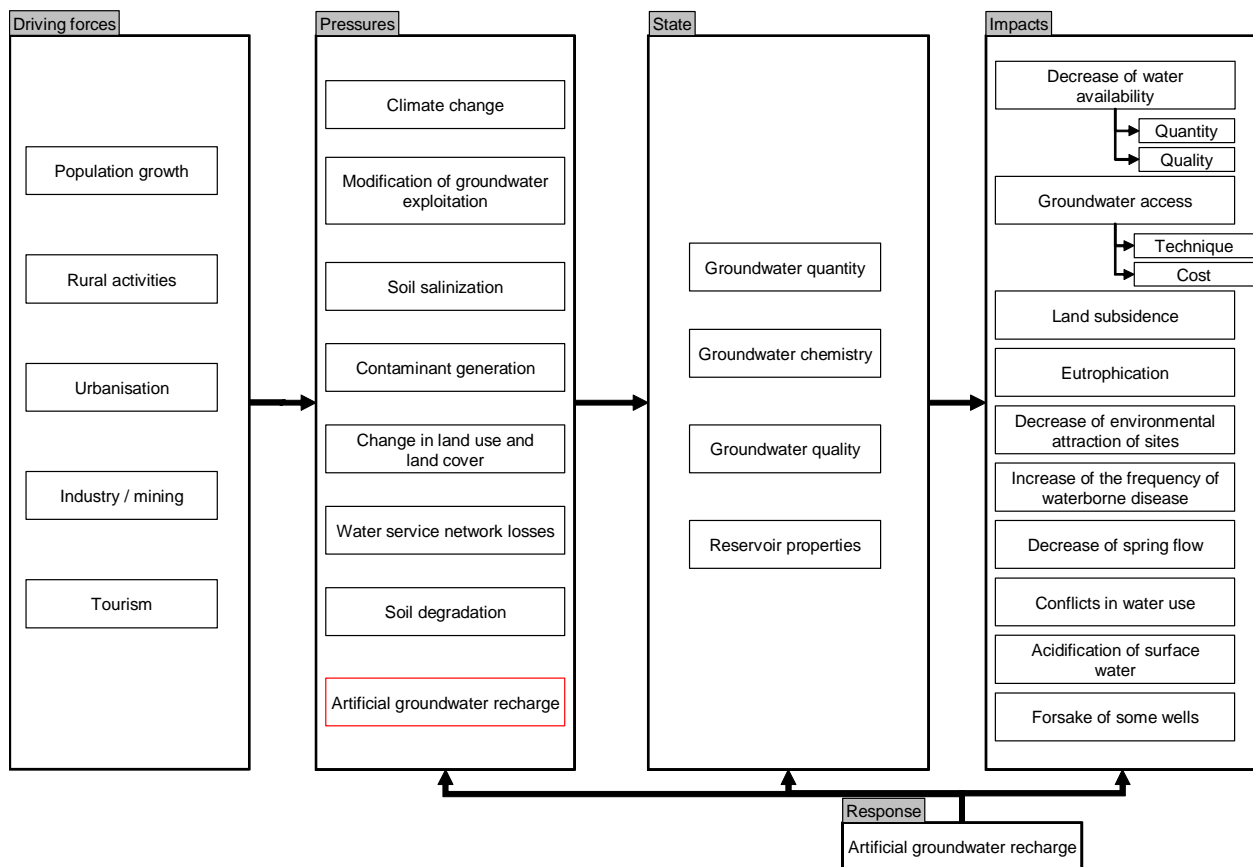 Driving forces
Population growth
Rural activities
Urbanisation
Industry / mining
Tourism
Pressures
Climate change
Modification of groundwater
exploitation
Soil salinization
Contaminant generation
Change in land use and
land cover
Water service network losses
Soil degradation
Artificial groundwater recharge
State
Groundwater quantity
Groundwater chemistry
Groundwater quality
Reservoir properties
Impacts
Decrease of water
availability
Quantity
Quality
Groundwater access
Technique
Cost
Land subsidence
Eutrophication
Decrease of environmental
attraction of sites
Increase of the frequency of
waterborne disease
Decrease of spring flow
Conflicts in water use
Acidification of surface
water
Forsake of some wells
Response
Artificial groundwater recharge